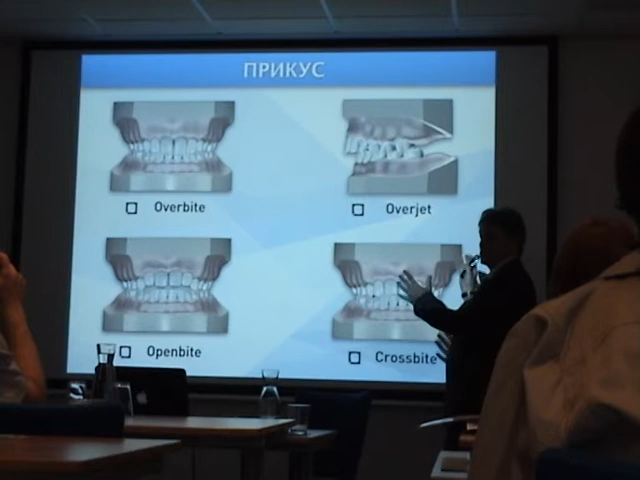 ПРИКУС
Overbite
Overjet
Openbite
Crossbite